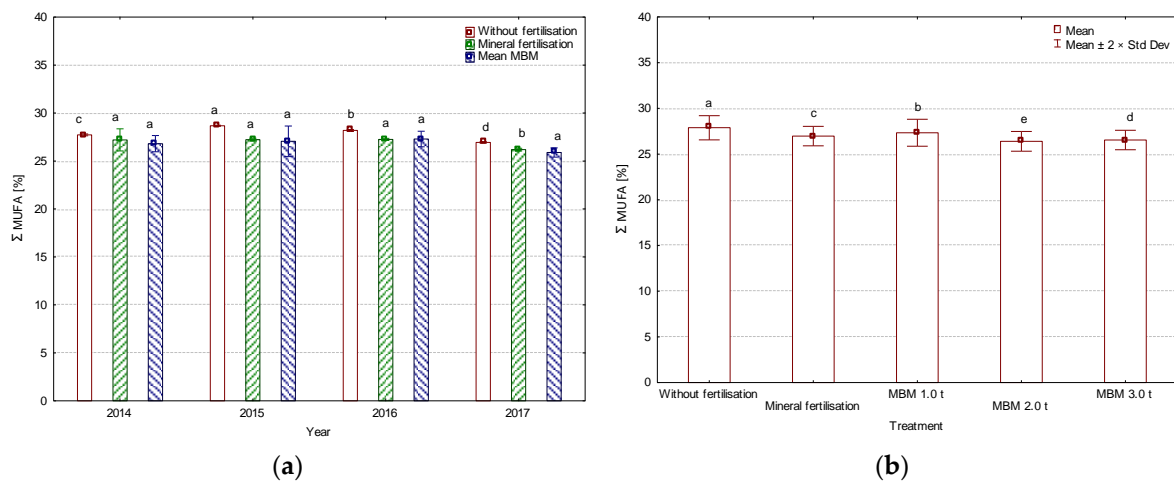 40
35
30
25
20
15
10
5
0
Σ MUFA [%]
Without fertilisation
Mineral fertilisation
Mean MBM
c a a
a a a
b a a
d b a
2014 2015 2016 2017
Year
(a)
40
35
30
25
20
15
10
5
0
Σ MUFA [%]
Mean
Mean ± 2 × Std Dev
a c b e d
Without fertilisation
Mineral fertilisation
MBM 1.0 t
MBM 2.0 t
MBM 3.0 t
Treatment
(b)